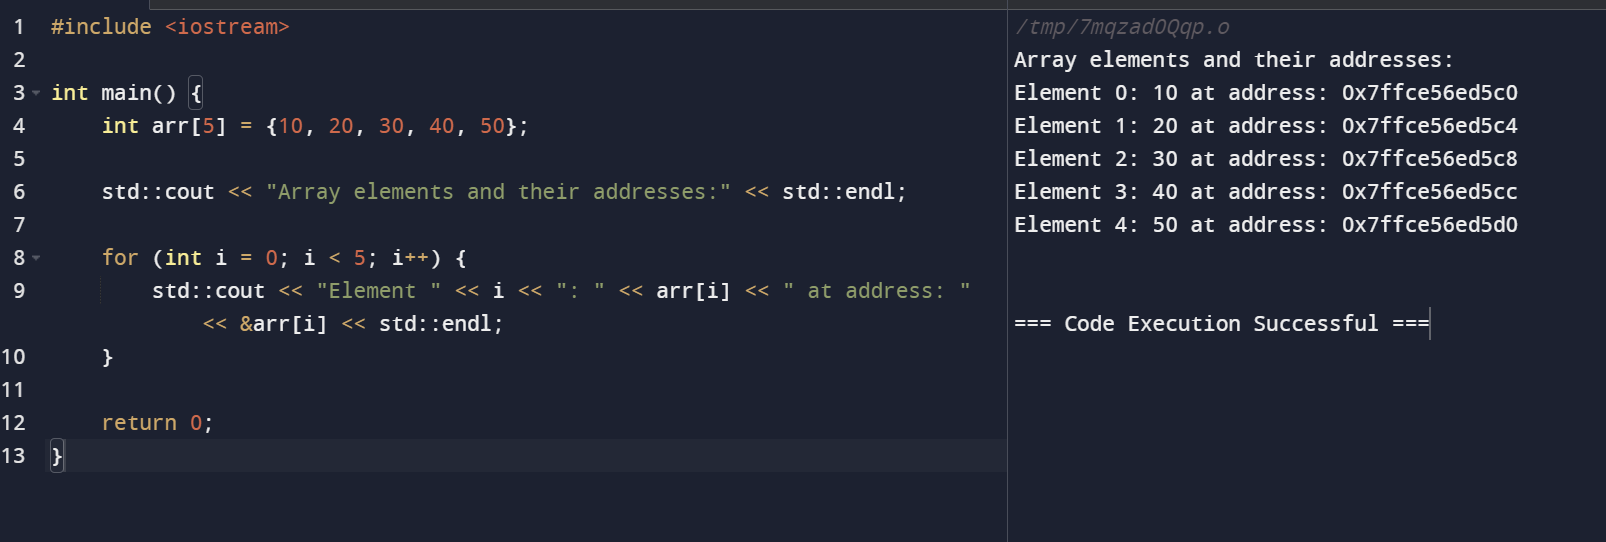 1 #include <iostream>
2
3 int main() {
4     int arr[5] = {10, 20, 30, 40, 50};
5
6     std::cout << "Array elements and their addresses:" << std::endl;
7
8     for (int i = 0; i < 5; i++) {
9         std::cout << "Element " << i << ": " << arr[i] << " at address: "
            << &arr[i] << std::endl;
10     }
11
12     return 0;
13 }
/tmp/7mqzadOQqp.o
Array elements and their addresses:
Element 0: 10 at address: 0x7ffce56ed5c0
Element 1: 20 at address: 0x7ffce56ed5c4
Element 2: 30 at address: 0x7ffce56ed5c8
Element 3: 40 at address: 0x7ffce56ed5cc
Element 4: 50 at address: 0x7ffce56ed5d0
=== Code Execution Successful ===